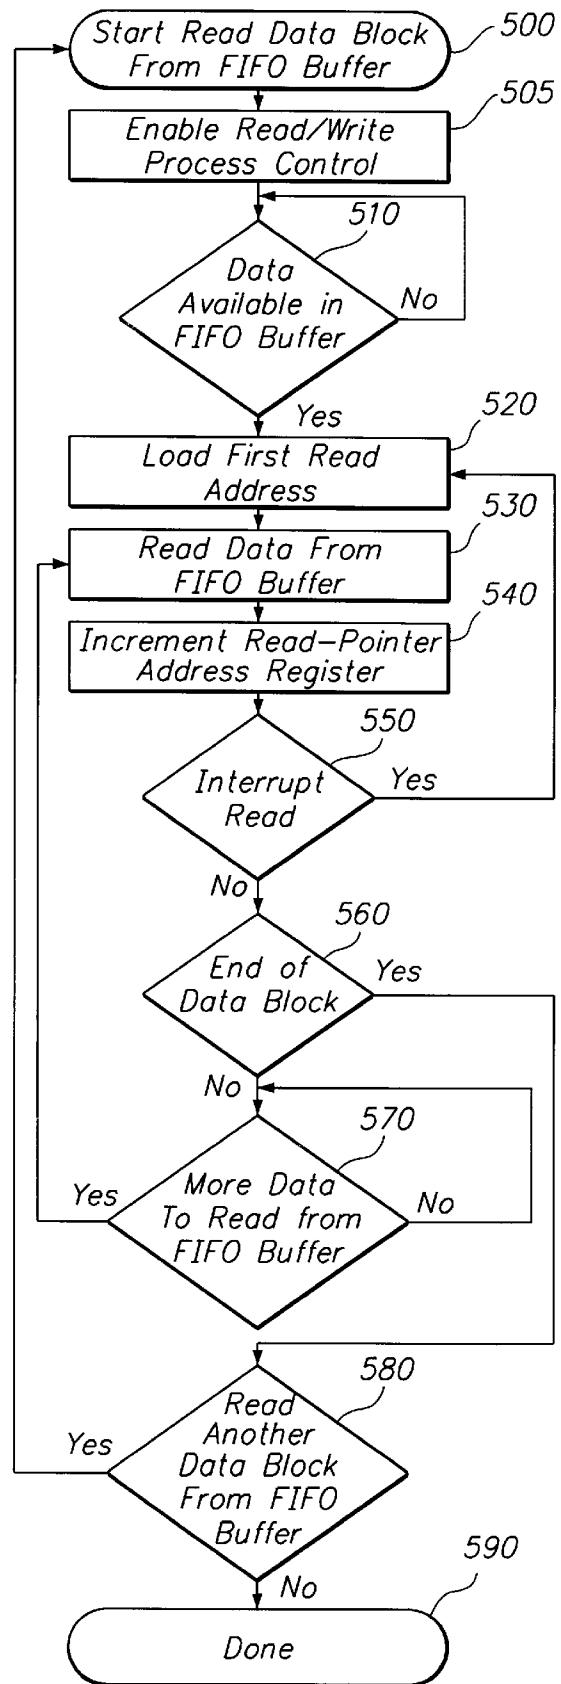 Start Read Data Block
From FIFO Buffer
500
Enable Read/Write
Process Control
505
510
Data
Available in
FIFO Buffer
No
Yes
Load First Read
Address
520
Read Data From
FIFO Buffer
530
Increment Read-Pointer
Address Register
540
550
Interrupt
Read
Yes
No
560
End of
Data Block
Yes
No
570
More Data
To Read from
FIFO Buffer
Yes
No
580
Read
Another
Data Block
From FIFO
Buffer
Yes
No
590
Done